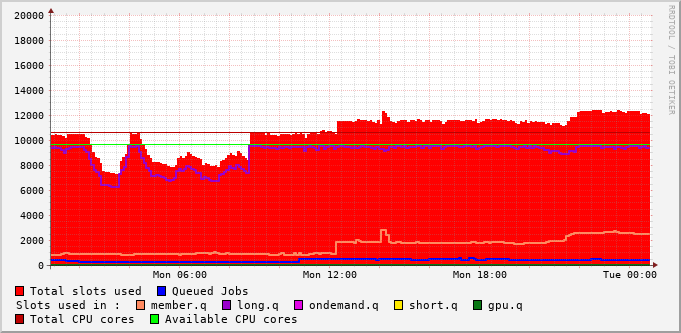 20000
18000
16000
14000
12000
10000
8000
6000
4000
2000
0
Mon 06:00 Mon 12:00 Mon 18:00 Tue 00:00
RRDTOOL / TOBI OETIKER
Total slots used Queued Jobs
Slots used in : member.q long.q ondemand.q short.q gpu.q
Total CPU cores Available CPU cores